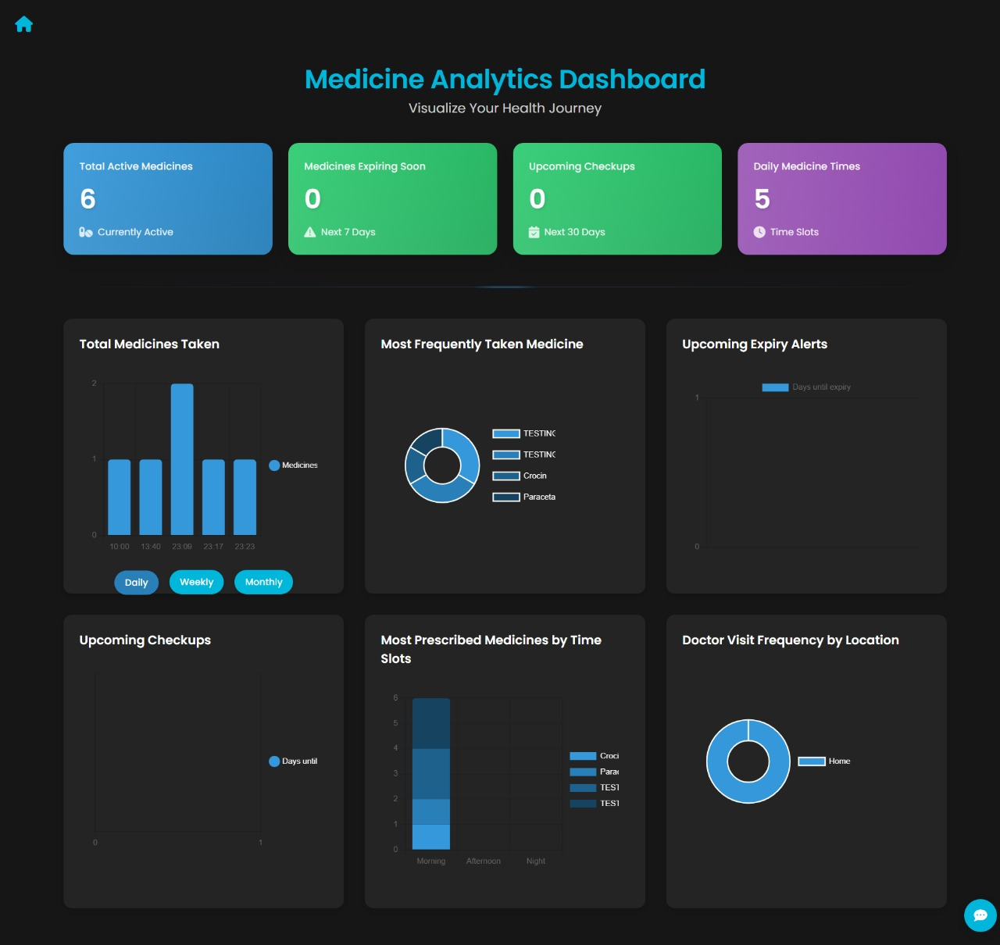 Medicine Analytics Dashboard
Visualize Your Health Journey
Total Active Medicines
6
Currently Active
Medicines Expiring Soon
0
Next 7 Days
Upcoming Checkups
0
Next 30 Days
Daily Medicine Times
5
Time Slots
Total Medicines Taken
2
1
0
10:00 13:40 23:09 23:17 23:23
Medicines
Daily Weekly Monthly
Most Frequently Taken Medicine
TESTING
TESTING
Crocin
Paraceta
Upcoming Expiry Alerts
Days until expiry
1
0
Upcoming Checkups
0 1
Days until
Most Prescribed Medicines by Time
Slots
6
5
4
3
2
1
0
Morning Afternoon Night
Croci
Parac
TEST
TEST
Doctor Visit Frequency by Location
Home